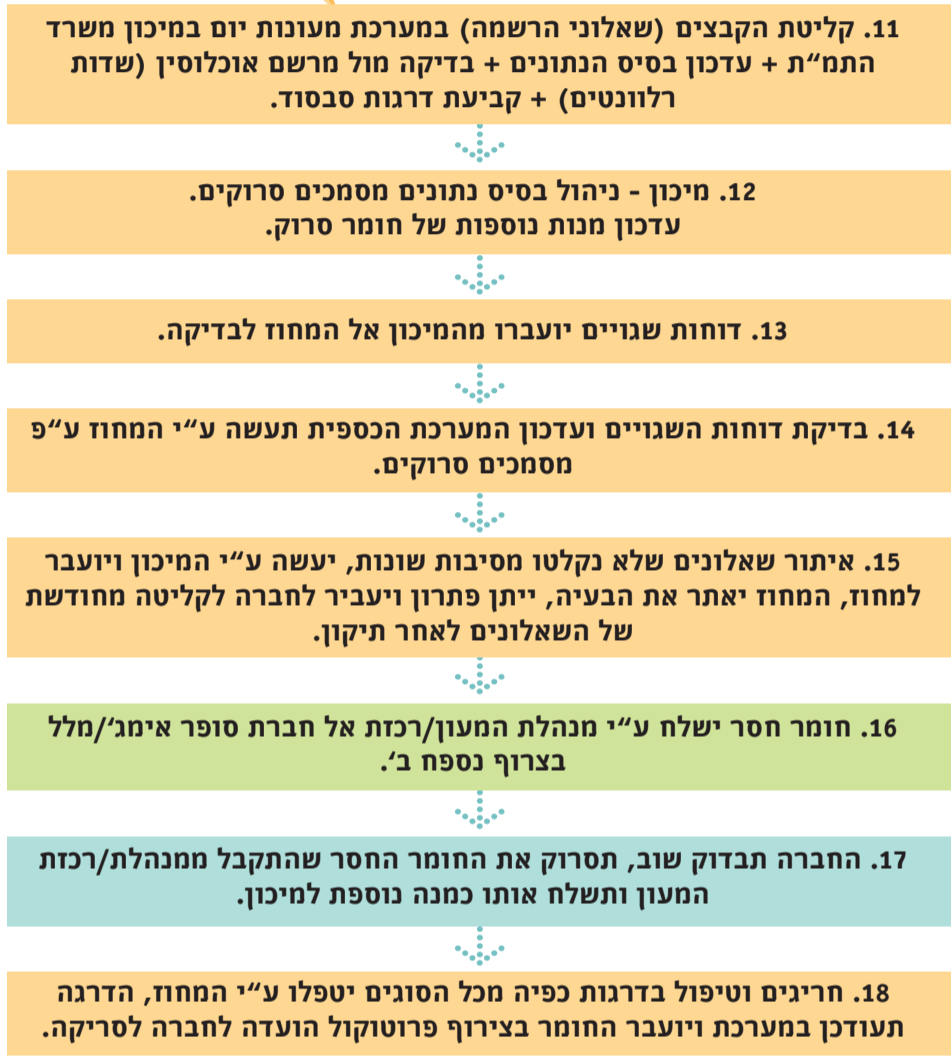 11. קליטת הקבצים (שאלוני הרשמה) במערכת מעונות יום במיכון משרד
התמ״ת + עדכון בסיס הנתונים + בדיקה מול מרשם אוכלוסין (שדות
רלוונטים) + קביעת דרגות סבסוד.
12. מיכון - ניהול בסיס נתונים מסמכים סרוקים.
עדכון מנות נוספות של חומר סרוק.
13. דוחות שגויים יועברו מהמיכון אל המחוז לבדיקה.
14. בדיקת דוחות השגויים ועדכון המערכת הכספית תעשה ע״י המחוז ע״פ
מסמכים סרוקים.
15. איתור שאלונים שלא נקלטו מסיבות שונות, יעשה ע״י המיכון ויועבר
למחוז, המחוז יאתר את הבעיה, ייתן פתרון ויעביר לחברה לקליטה מחודשת
של השאלונים לאחר תיקון.
16. חומר חסר ישלח ע״י מנהלת המעון/רכזת אל חברת סופר אימג׳/מלל
בצרוף נספח ב׳.
17. החברה תבדוק שוב, תסרוק את החומר החסר שהתקבל ממנהלת/רכזת
המעון ותשלח אותו כמנה נוספת למיכון.
18. חריגים וטיפול בדרגות כפיה מכל הסוגים יטפלו ע״י המחוז, הדרגה
תעודכן במערכת ויועבר החומר בצירוף פרוטוקול הועדה לחברה לסריקה.